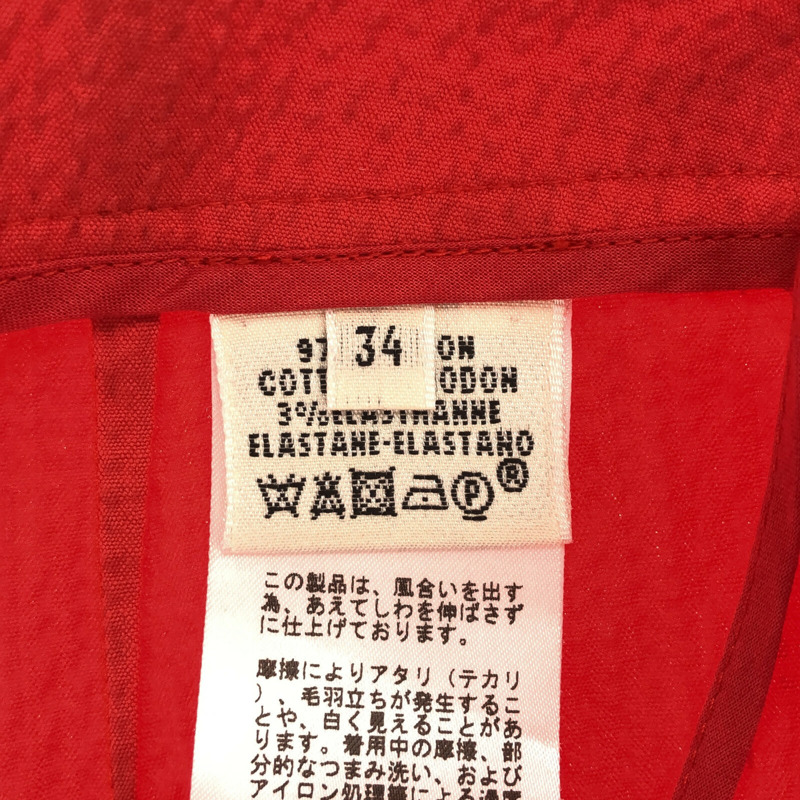 34
97 ON
COTT ODON
3% ELASTHANNE
ELASTANE-ELASTANO
P ®
この製品は、風合いを出す
為、あえてしわを伸ばさず
に仕上げております。
摩擦によりアタリ（テカリ
）、毛羽立ちが発生するこ
とや、白く見えることがあ
ります。着用中の摩擦、部
分的なつまみ洗い、および
アイロン処理等による過度